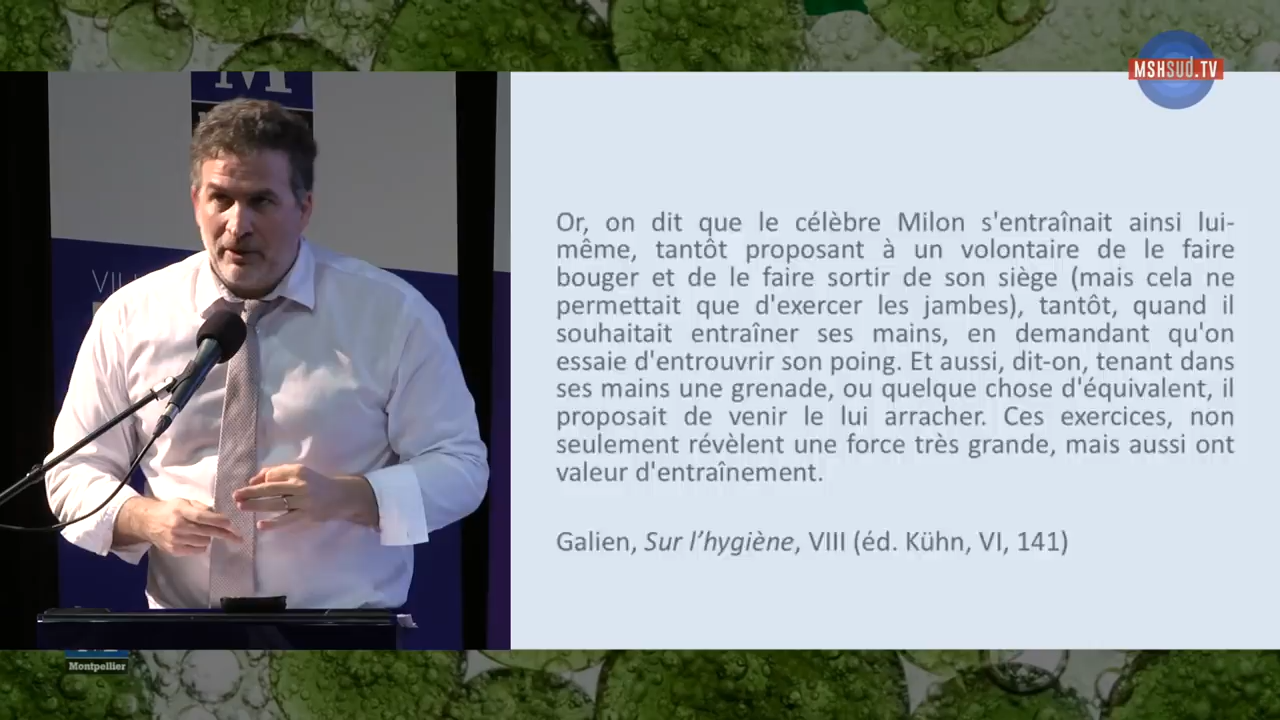 MSHSUD.TV
M
VIL
Or, on dit que le célèbre Milon s'entraînait ainsi lui-
même, tantôt proposant à un volontaire de le faire
bouger et de le faire sortir de son siège (mais cela ne
permettait que d'exercer les jambes), tantôt, quand il
souhaitait entraîner ses mains, en demandant qu'on
essaie d'entrouvrir son poing. Et aussi, dit-on, tenant dans
ses mains une grenade, ou quelque chose d'équivalent, il
proposait de venir le lui arracher. Ces exercices, non
seulement révèlent une force très grande, mais aussi ont
valeur d'entraînement.
Galien, Sur l’hygiène, VIII (éd. Kühn, VI, 141)
Montpellier